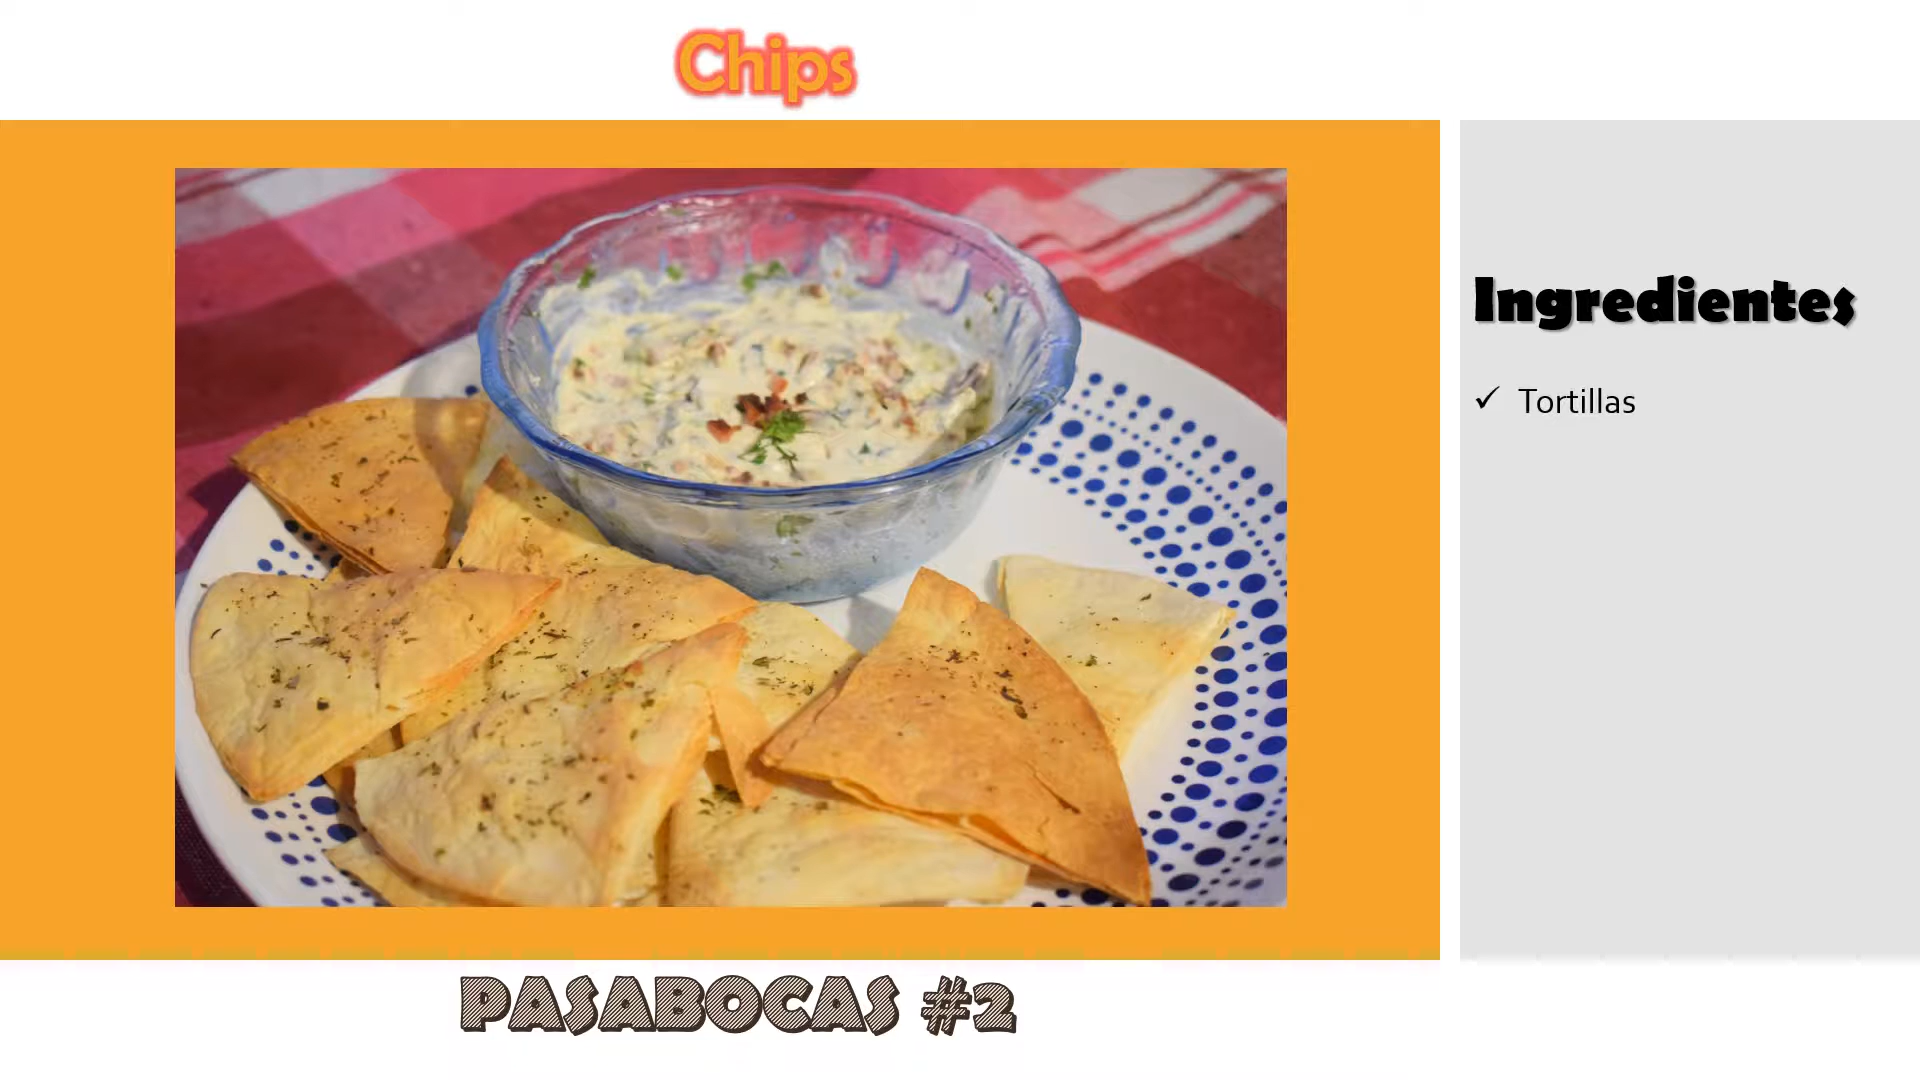 Chips
Ingredientes
✓ Tortillas
PASABOCAS #2